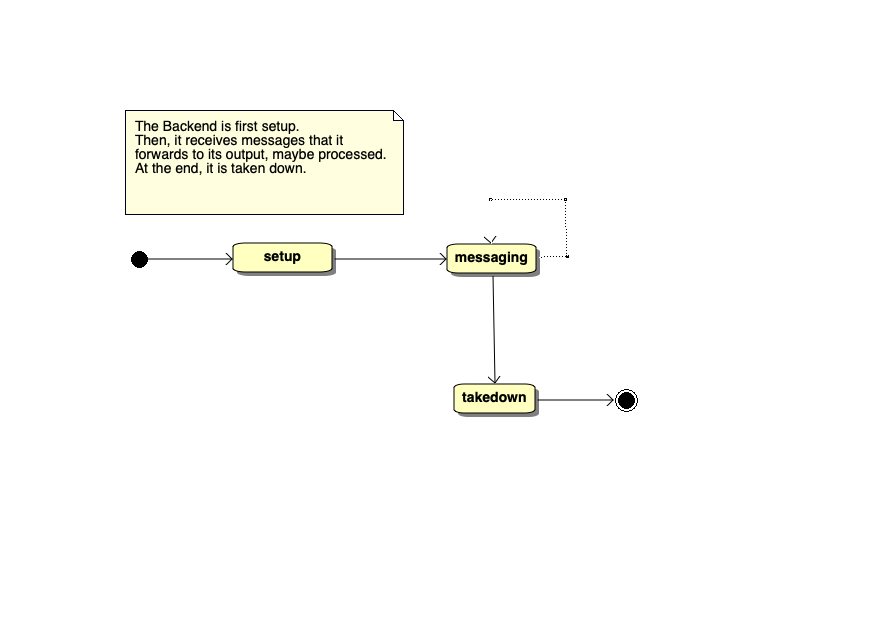 The Backend is first setup.
Then, it receives messages that it
forwards to its output, maybe processed.
At the end, it is taken down.
setup
messaging
takedown